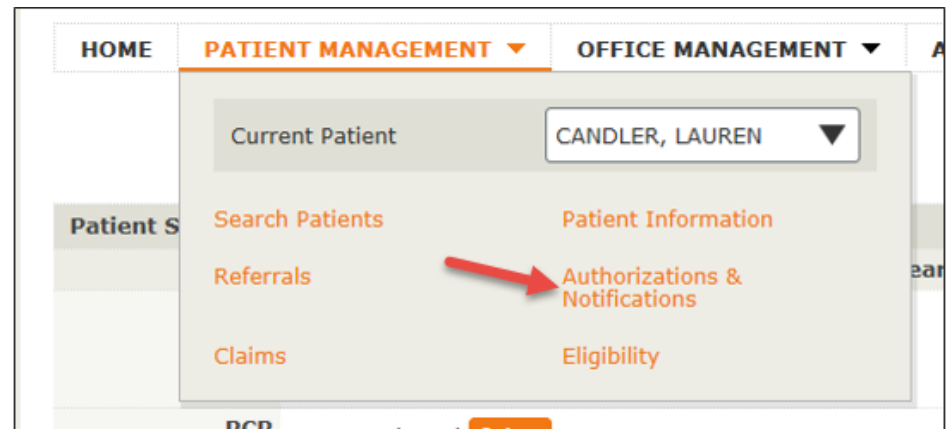 HOME PATIENT MANAGEMENT OFFICE MANAGEMENT A
Current Patient CANDLER, LAUREN
Patient S
Search Patients Patient Information
Referrals Authorizations &
Notifications
Claims Eligibility
PCP